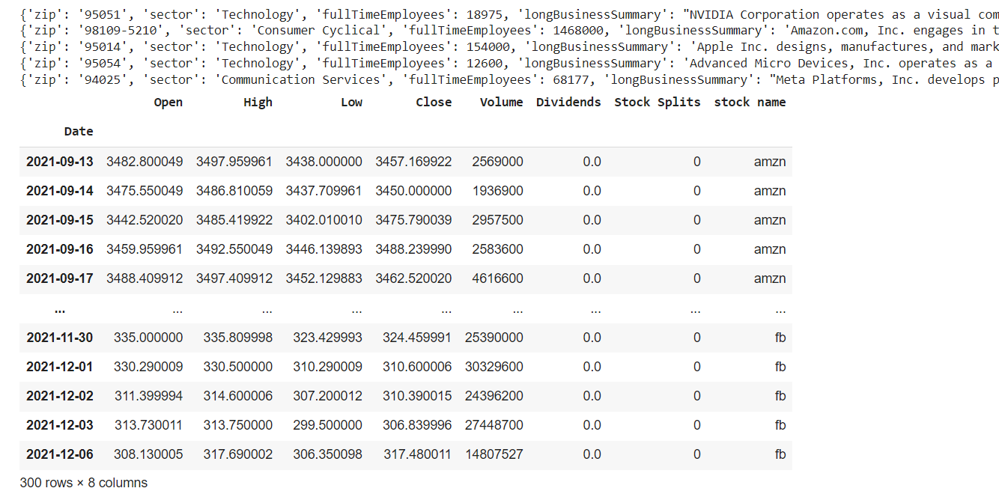 {'zip': '95051', 'sector': 'Technology', 'fullTimeEmployees': 18975, 'longBusinessSummary': "NVIDIA Corporation operates as a visual com
{'zip': '98109-5210', 'sector': 'Consumer Cyclical', 'fullTimeEmployees': 1468000, 'longBusinessSummary': 'Amazon.com, Inc. engages in t
{'zip': '95014', 'sector': 'Technology', 'fullTimeEmployees': 154000, 'longBusinessSummary': 'Apple Inc. designs, manufactures, and mark
{'zip': '95054', 'sector': 'Technology', 'fullTimeEmployees': 12600, 'longBusinessSummary': 'Advanced Micro Devices, Inc. operates as a
{'zip': '94025', 'sector': 'Communication Services', 'fullTimeEmployees': 68177, 'longBusinessSummary': "Meta Platforms, Inc. develops p
Open High Low Close Volume Dividends Stock Splits stock name
Date
2021-09-13 3482.800049 3497.959961 3438.000000 3457.169922 2569000 0.0 0 amzn
2021-09-14 3475.550049 3486.810059 3437.709961 3450.000000 1936900 0.0 0 amzn
2021-09-15 3442.520020 3485.419922 3402.010010 3475.790039 2957500 0.0 0 amzn
2021-09-16 3459.959961 3492.550049 3446.139893 3488.239990 2583600 0.0 0 amzn
2021-09-17 3488.409912 3497.409912 3452.129883 3462.520020 4616600 0.0 0 amzn
... ... ... ... ... ... ... ... ...
2021-11-30 335.000000 335.809998 323.429993 324.459991 25390000 0.0 0 fb
2021-12-01 330.290009 330.500000 310.290009 310.600006 30329600 0.0 0 fb
2021-12-02 311.399994 314.600006 307.200012 310.390015 24396200 0.0 0 fb
2021-12-03 313.730011 313.750000 299.500000 306.839996 27448700 0.0 0 fb
2021-12-06 308.130005 317.690002 306.350098 317.480011 14807527 0.0 0 fb
300 rows × 8 columns